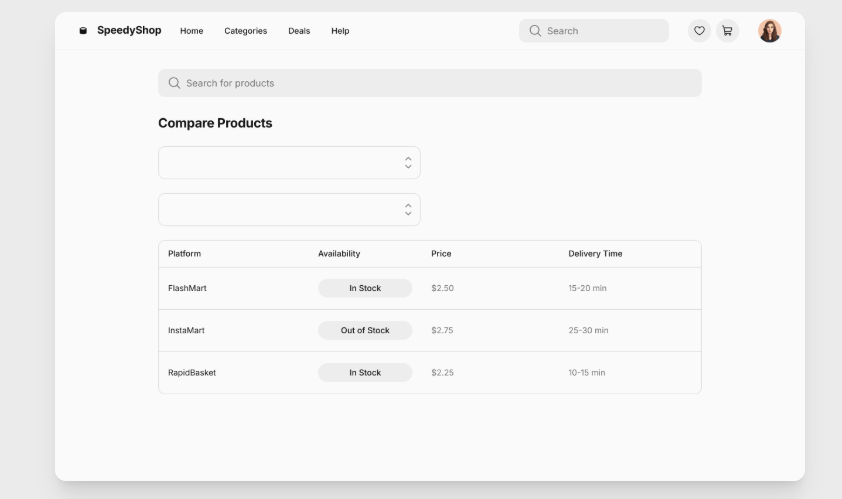 SpeedyShop Home Categories Deals Help Search
Search for products
Compare Products
Platform Availability Price Delivery Time
FlashMart In Stock $2.50 15-20 min
InstaMart Out of Stock $2.75 25-30 min
RapidBasket In Stock $2.25 10-15 min